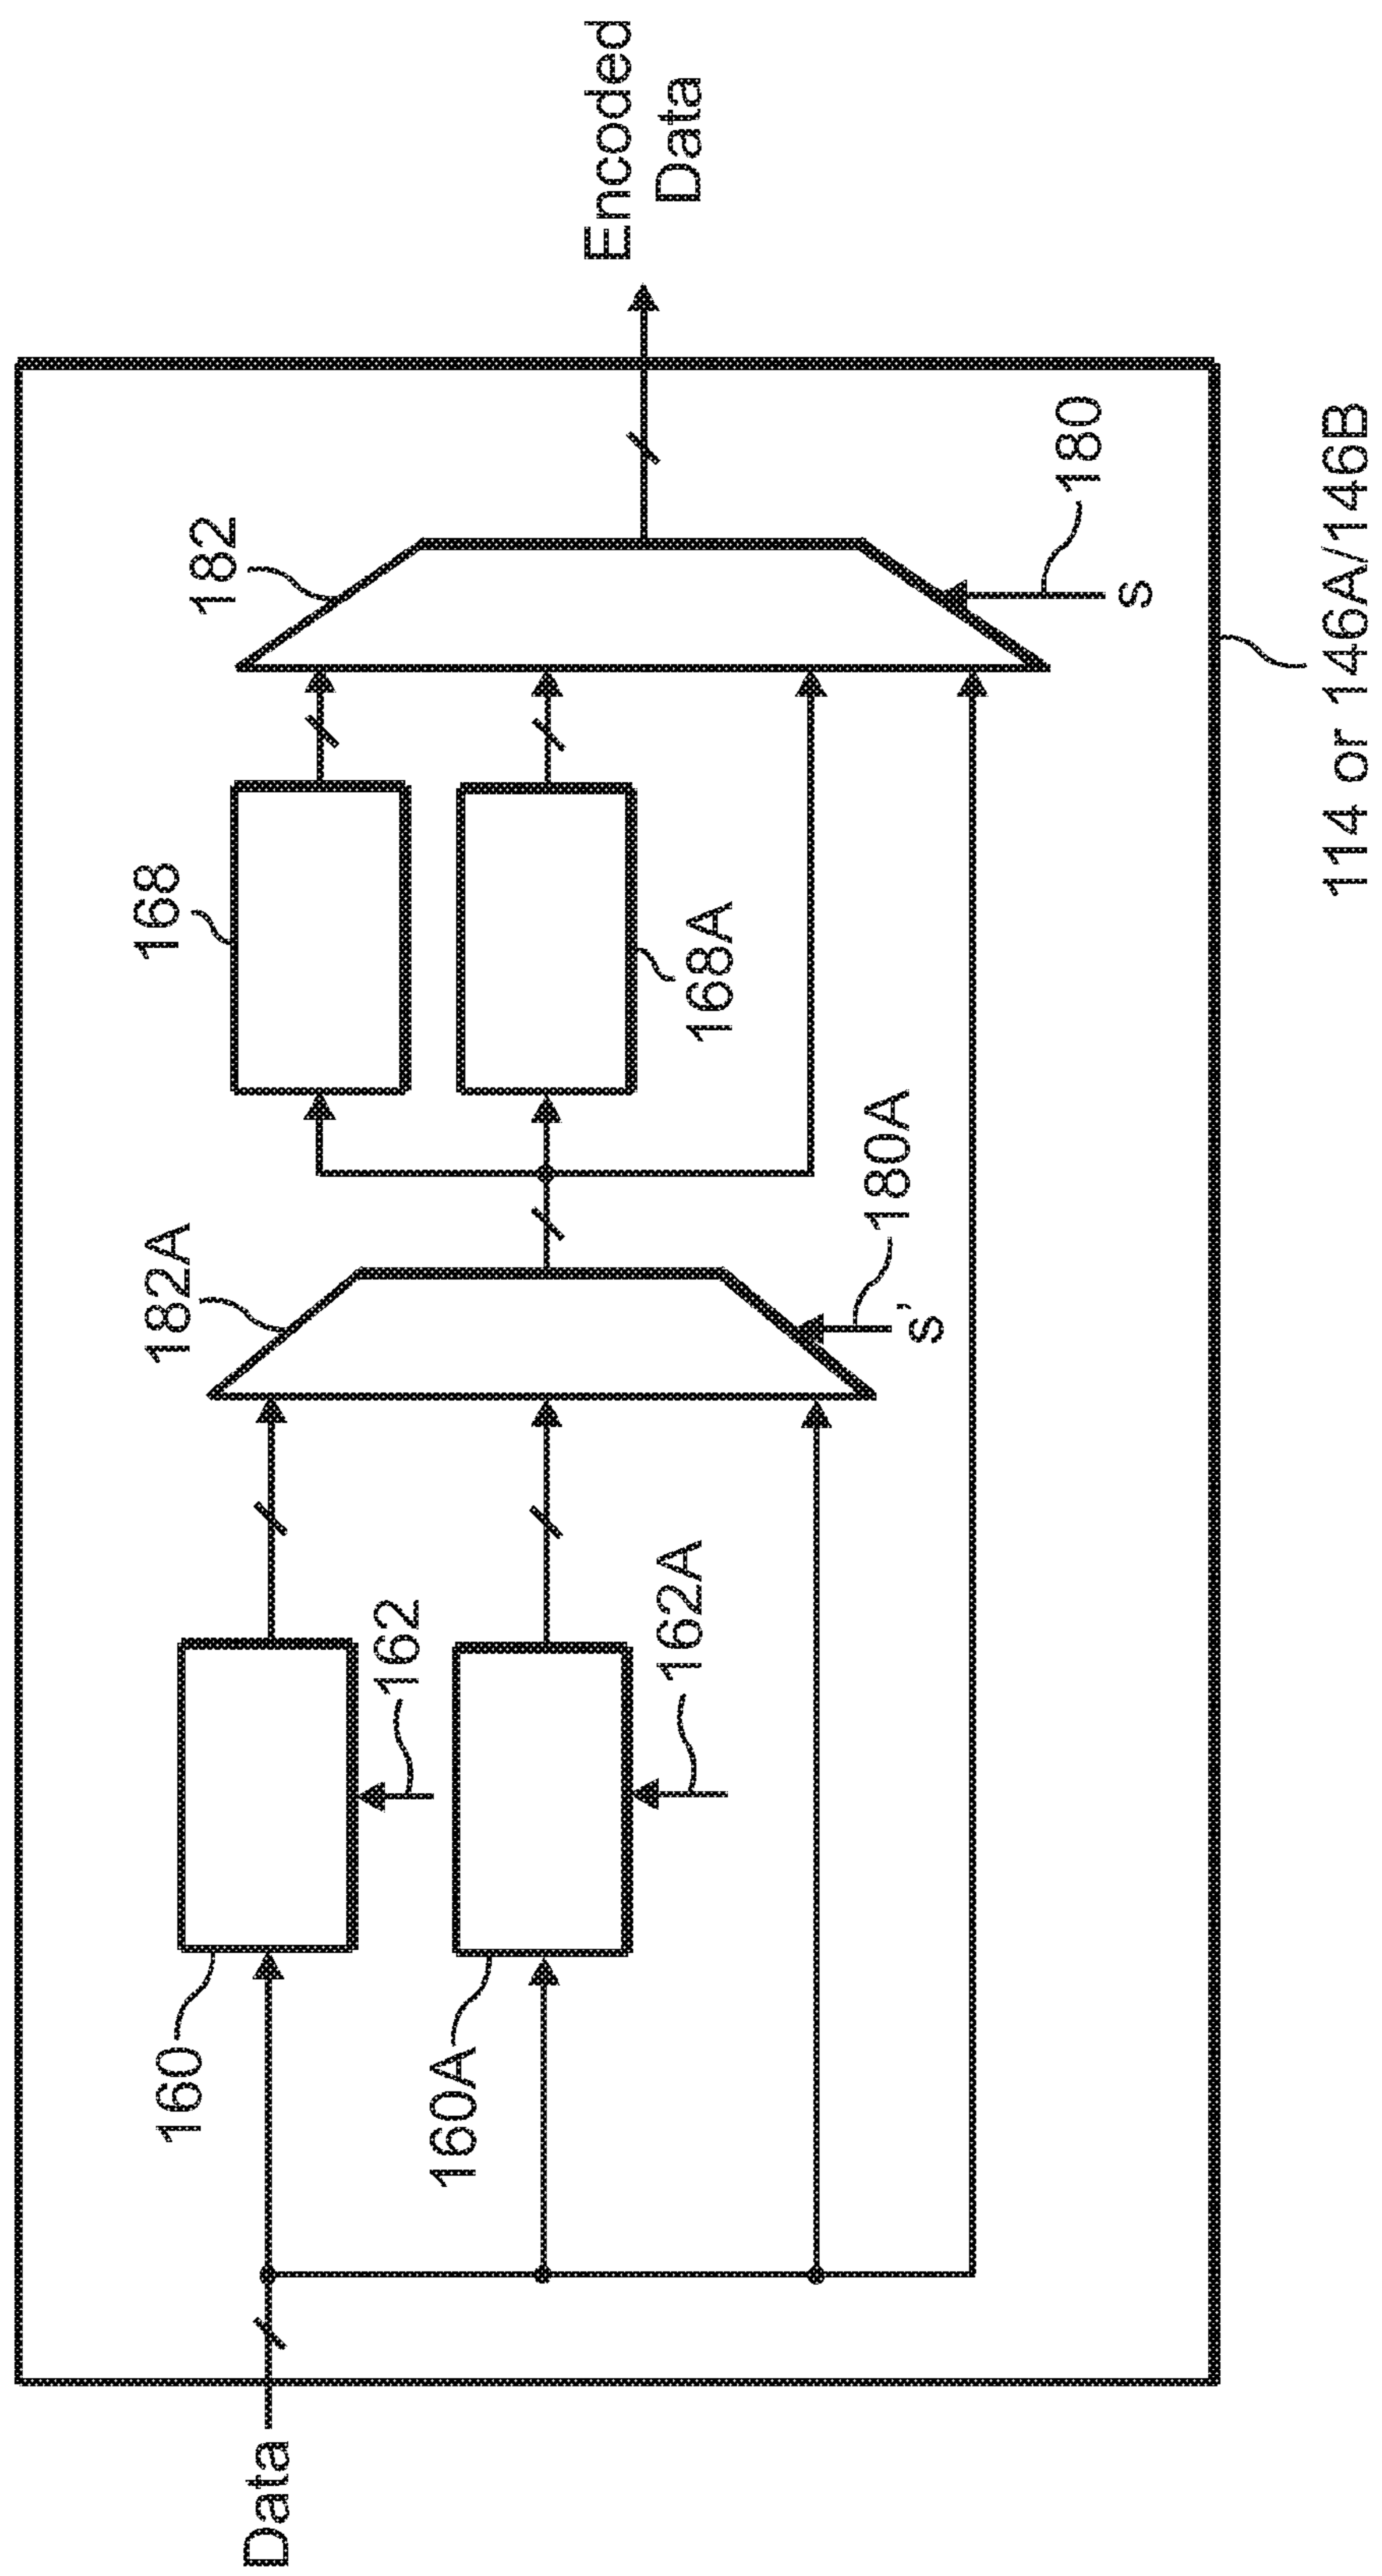 Data
160
162
160A
162A
182A
180A
s'
168
168A
182
180
s
Encoded
Data
114 or 146A/146B